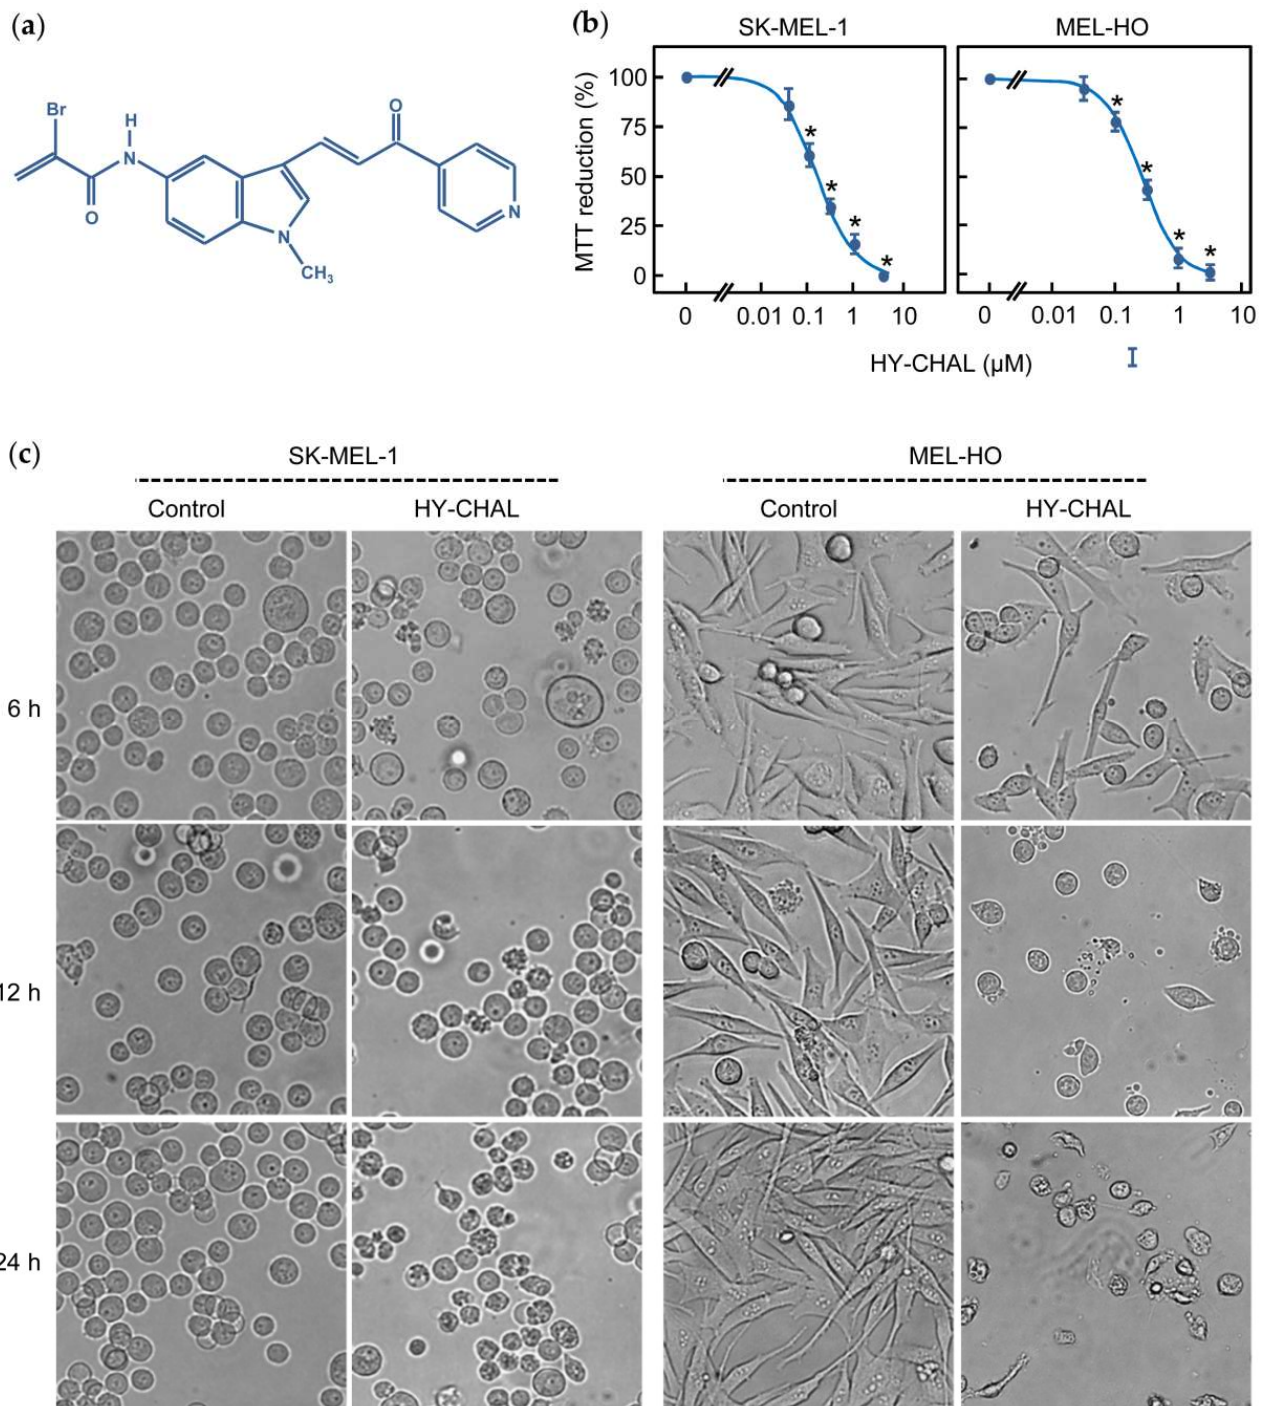 (a)
Br
H
N
O
O
N
N
CH3
(b)
SK-MEL-1
MEL-HO
MTT reduction (%)
100
75
50
25
0
* * * * *
* * * * *
0 0.01 0.1 1 10
0 0.01 0.1 1 10
HY-CHAL (µM)
(c)
SK-MEL-1
MEL-HO
Control
HY-CHAL
Control
HY-CHAL
6 h
12 h
24 h